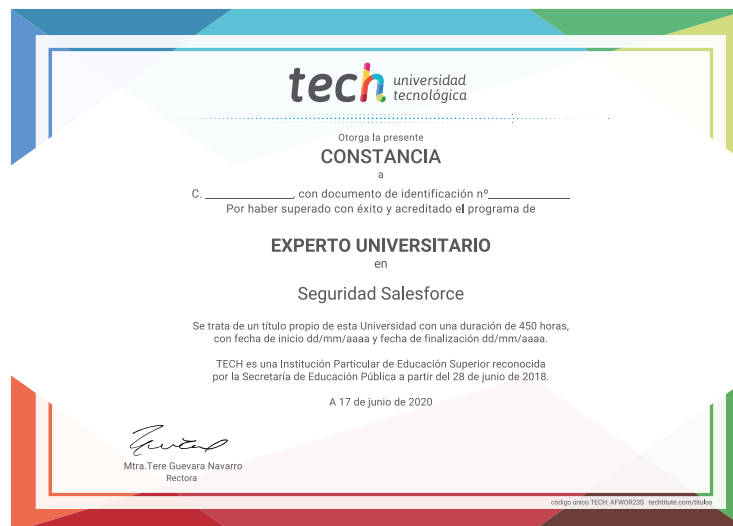 tech universidad
tecnológica
Otorga la presente
CONSTANCIA
a
C. ________________, con documento de identificación nº______________
Por haber superado con éxito y acreditado el programa de
EXPERTO UNIVERSITARIO
en
Seguridad Salesforce
Se trata de un título propio de esta Universidad con una duración de 450 horas,
con fecha de inicio dd/mm/aaaa y fecha de finalización dd/mm/aaaa.
TECH es una Institución Particular de Educación Superior reconocida
por la Secretaría de Educación Pública a partir del 28 de junio de 2018.
A 17 de junio de 2020
Mtra.Tere Guevara Navarro
Rectora
código único TECH: AFWOR23S techtitute.com/titulos